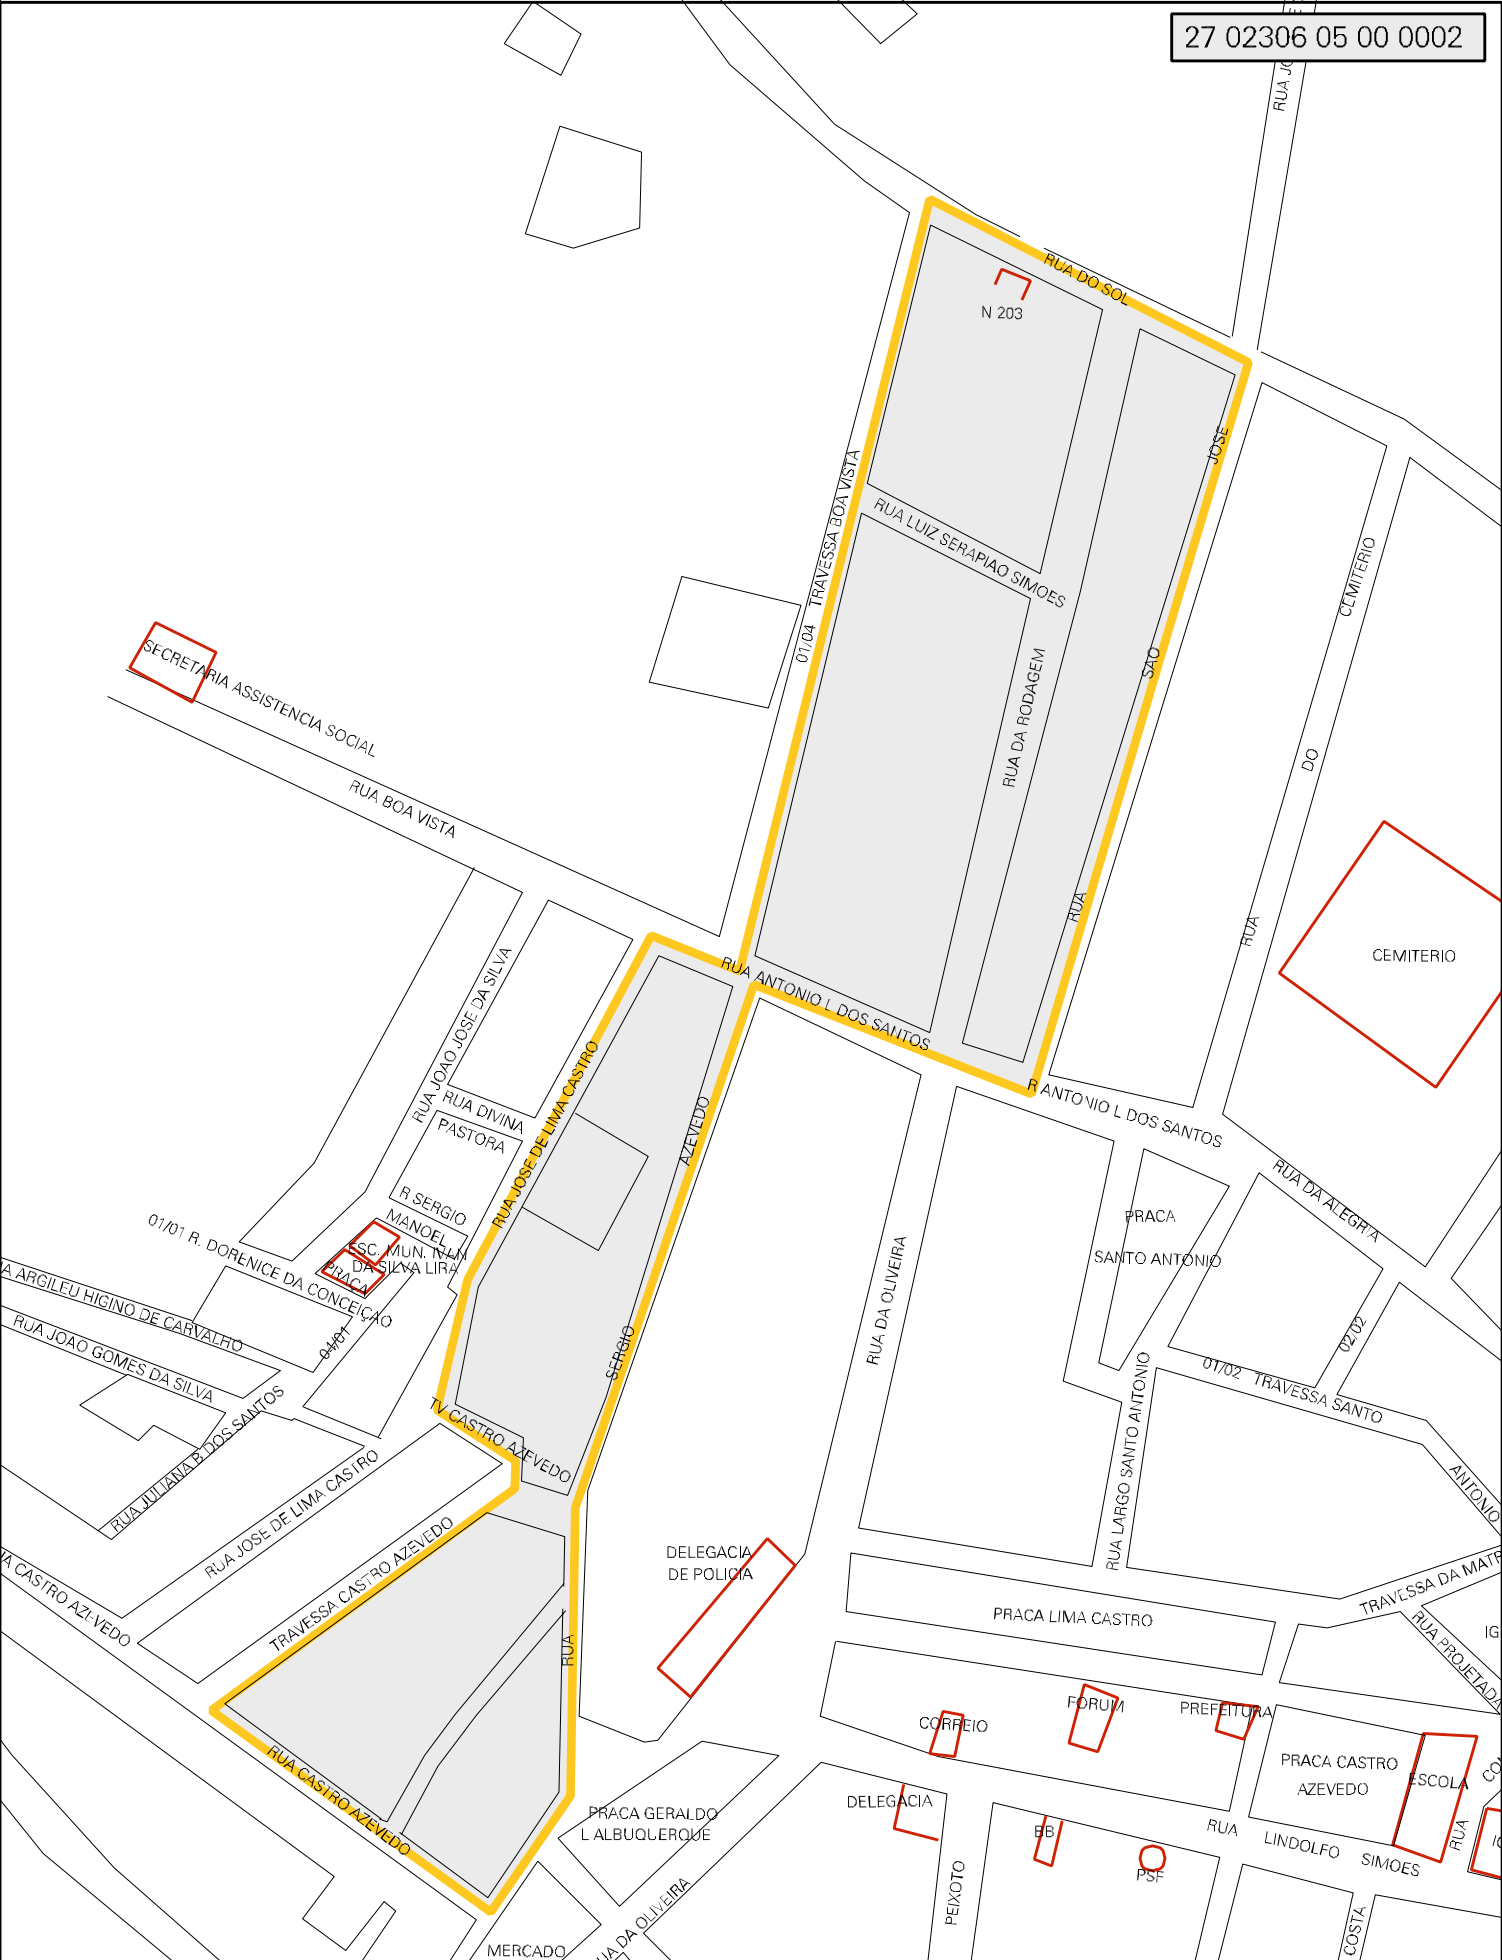 27 02306 05 00 0002
RUA DO SOL
N 203
JOSE
SAO
RUA
01/04 TRAVESSA BOA VISTA
RUA LUIZ SERAPIAO SIMOES
RUA DA RODAGEM
CEMITERIO
DO
RUA
CEMITERIO
SECRETARIA ASSISTENCIA SOCIAL
RUA BOA VISTA
RUA ANTONIO L DOS SANTOS
R ANTONIO L DOS SANTOS
RUA JOAO JOSE DA SILVA
RUA DIVINA
PASTORA
RUA JOSE DE LIMA CASTRO
AZEVEDO
SERGIO
RUA
R SERGIO
MANOEL
ESC. MUN. IVAN
DA SILVA LIRA
PRACA
01/01 R. DORENICE DA CONCEIÇAO
04/01
ARGILEU HIGINO DE CARVALHO
RUA JOAO GOMES DA SILVA
RUA JULIANA B DOS SANTOS
RUA JOSE DE LIMA CASTRO
TV CASTRO AZEVEDO
TRAVESSA CASTRO AZEVEDO
CASTRO AZEVEDO
RUA CASTRO AZEVEDO
RUA DA OLIVEIRA
PRACA
SANTO ANTONIO
RUA DA ALEGRIA
02/02
01/02 TRAVESSA SANTO
ANTONIO
RUA LARGO SANTO ANTONIO
DELEGACIA
DE POLICIA
PRACA LIMA CASTRO
TRAVESSA DA MATR
RUA PROJETADA
IG
CORREIO
FORUM
PREFEITURA
PRACA CASTRO
AZEVEDO
ESCOLA
RUA
DELEGACIA
BB
PSF
RUA LINDOLFO SIMOES
PRACA GERALDO
L ALBUQUERQUE
DA OLIVEIRA
MERCADO
PEIXOTO
COSTA